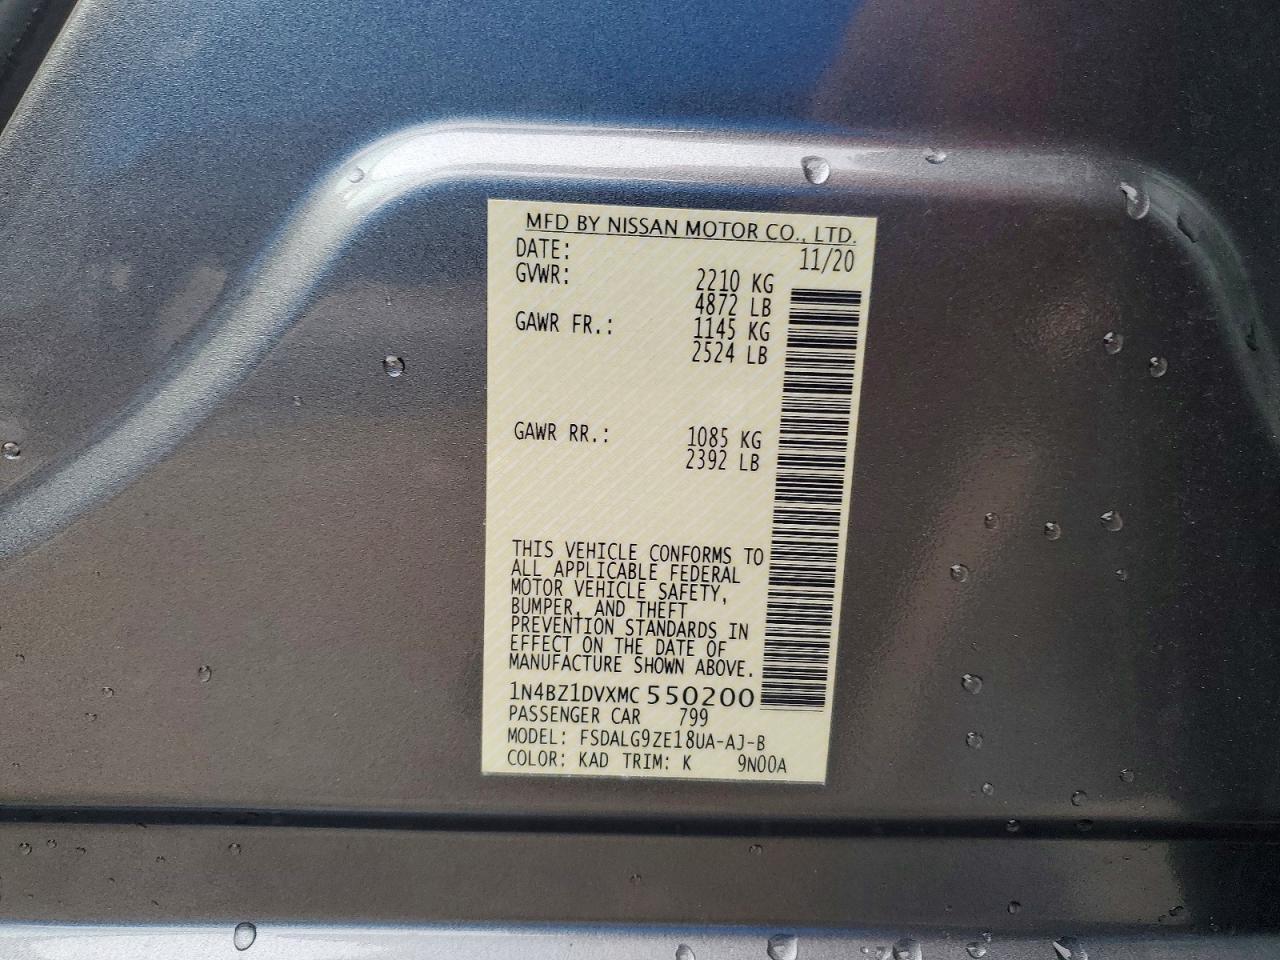 MFD BY NISSAN MOTOR CO., LTD.
DATE: 11/20
GVWR: 2210 KG
4872 LB
GAWR FR.: 1145 KG
2524 LB
GAWR RR.: 1085 KG
2392 LB
THIS VEHICLE CONFORMS TO
ALL APPLICABLE FEDERAL
MOTOR VEHICLE SAFETY,
BUMPER, AND THEFT
PREVENTION STANDARDS IN
EFFECT ON THE DATE OF
MANUFACTURE SHOWN ABOVE.
1N4BZ1DVXMC550200
PASSENGER CAR 799
MODEL: FSDALG9ZE18UA-AJ-B
COLOR: KAD TRIM: K 9N00A